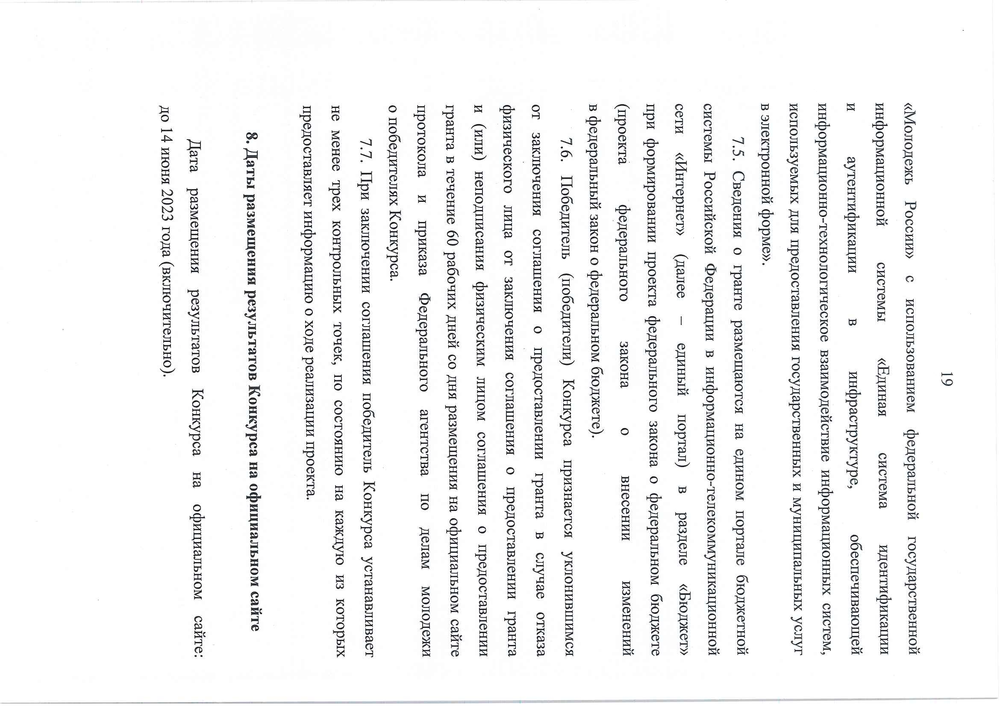 19
«Молодежь России» с использованием федеральной государственной
информационной системы «Единая система идентификации
и аутентификации в инфраструктуре, обеспечивающей
информационно-технологическое взаимодействие информационных систем,
используемых для предоставления государственных и муниципальных услуг
в электронной форме».
7.5. Сведения о гранте размещаются на едином портале бюджетной
системы Российской Федерации в информационно-телекоммуникационной
сети «Интернет» (далее – единый портал) в разделе «Бюджет»
при формировании проекта федерального закона о федеральном бюджете
(проекта федерального закона о внесении изменений
в федеральный закон о федеральном бюджете).
7.6. Победитель (победители) Конкурса признается уклонившимся
от заключения соглашения о предоставлении гранта в случае отказа
физического лица от заключения соглашения о предоставлении гранта
и (или) неподписания физическим лицом соглашения о предоставлении
гранта в течение 60 рабочих дней со дня размещения на официальном сайте
протокола и приказа Федерального агентства по делам молодежи
о победителях Конкурса.
7.7. При заключении соглашения победитель Конкурса устанавливает
не менее трех контрольных точек, по состоянию на каждую из которых
предоставляет информацию о ходе реализации проекта.
8. Даты размещения результатов Конкурса на официальном сайте
Дата размещения результатов Конкурса на официальном сайте:
до 14 июня 2023 года (включительно).